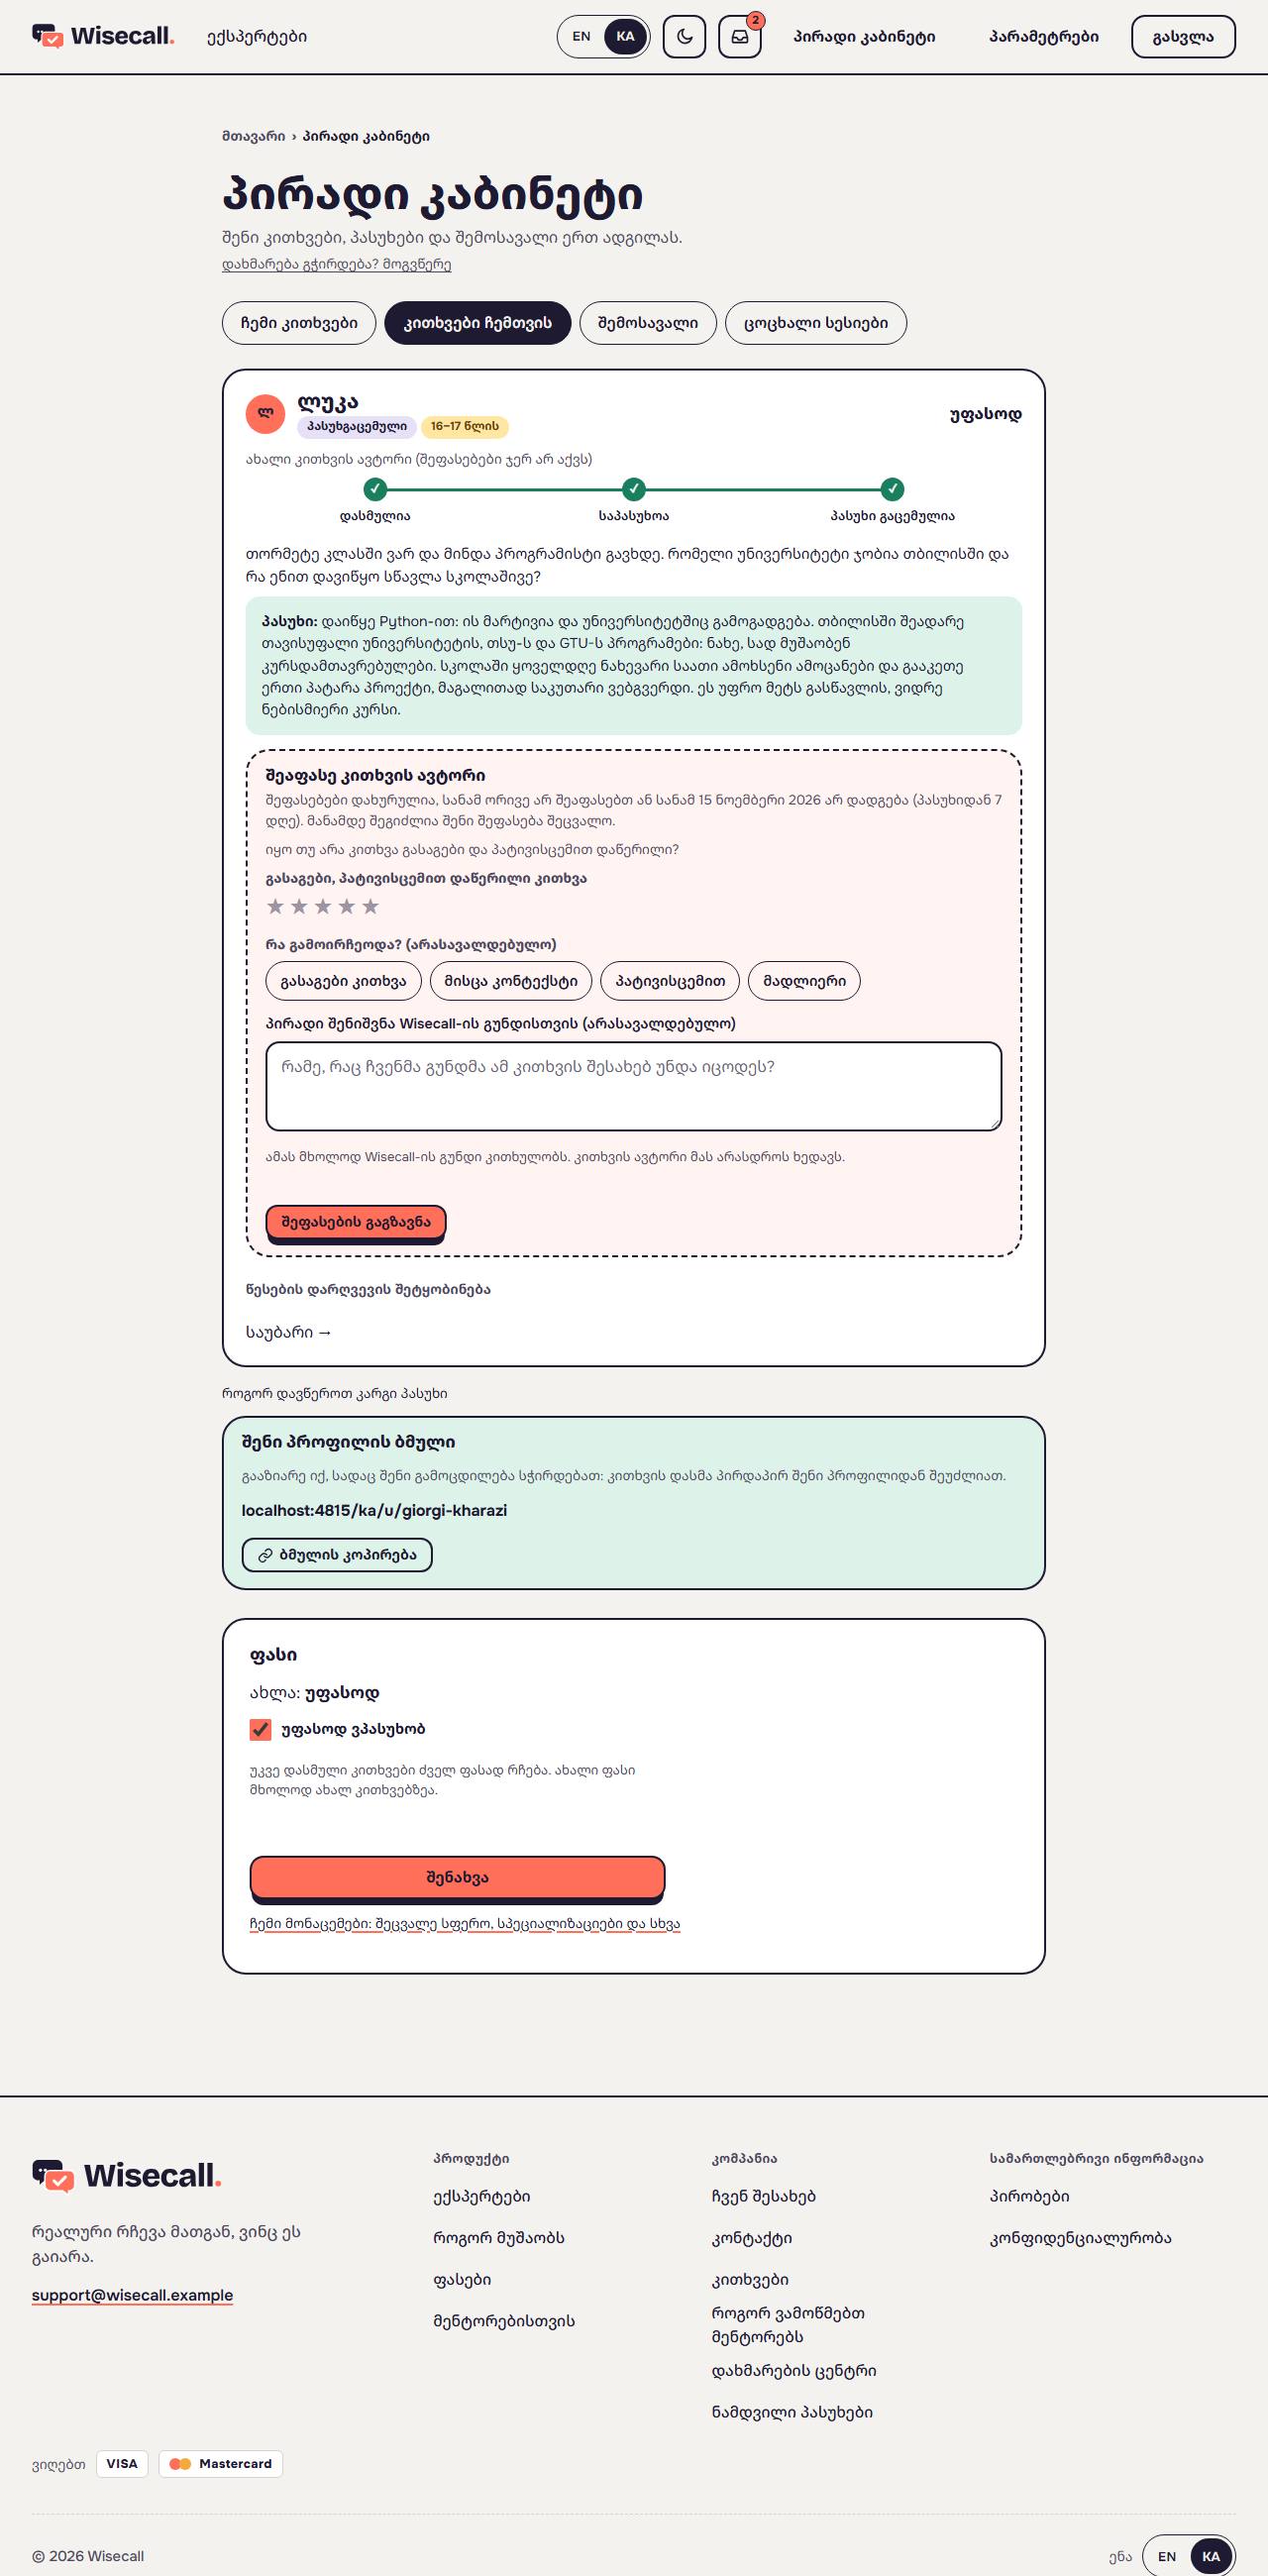 Wisecall.
ექსპერტები
EN KA
2
პირადი კაბინეტი
პარამეტრები
გასვლა
მთავარი › პირადი კაბინეტი
პირადი კაბინეტი
შენი კითხვები, პასუხები და შემოსავალი ერთ ადგილას.
დახმარება გჭირდება? მოგვწერე
ჩემი კითხვები
კითხვები ჩემთვის
შემოსავალი
ცოცხალი სესიები
ლ
ლუკა
უფასოდ
პასუხგაცემული
16–17 წლის
ახალი კითხვის ავტორი (შეფასებები ჯერ არ აქვს)
დასმულია
საპასუხოა
პასუხი გაცემულია
თორმეტე კლასში ვარ და მინდა პროგრამისტი გავხდე. რომელი უნივერსიტეტი ჯობია თბილისში და
რა ენით დავიწყო სწავლა სკოლაშივე?
პასუხი: დაიწყე Python-ით: ის მარტივია და უნივერსიტეტშიც გამოგადგება. თბილისში შეადარე
თავისუფალი უნივერსიტეტის, თსუ-ს და GTU-ს პროგრამები: ნახე, სად მუშაობენ
კურსდამთავრებულები. სკოლაში ყოველდღე ნახევარი საათი ამოხსენი ამოცანები და გააკეთე
ერთი პატარა პროექტი, მაგალითად საკუთარი ვებგვერდი. ეს უფრო მეტს გასწავლის, ვიდრე
ნებისმიერი კურსი.
შეაფასე კითხვის ავტორი
შეფასებები დახურულია, სანამ ორივე არ შეაფასებთ ან სანამ 15 ნოემბერი 2026 არ დადგება (პასუხიდან 7
დღე). მანამდე შეგიძლია შენი შეფასება შეცვალო.
იყო თუ არა კითხვა გასაგები და პატივისცემით დაწერილი?
გასაგები, პატივისცემით დაწერილი კითხვა
★ ★ ★ ★ ★
რა გამოირჩეოდა? (არასავალდებულო)
გასაგები კითხვა
მისცა კონტექსტი
პატივისცემით
მადლიერი
პირადი შენიშვნა Wisecall-ის გუნდისთვის (არასავალდებულო)
რამე, რაც ჩვენმა გუნდმა ამ კითხვის შესახებ უნდა იცოდეს?
ამას მხოლოდ Wisecall-ის გუნდი კითხულობს. კითხვის ავტორი მას არასდროს ხედავს.
შეფასების გაგზავნა
წესების დარღვევის შეტყობინება
საუბარი →
როგორ დავწეროთ კარგი პასუხი
შენი პროფილის ბმული
გააზიარე იქ, სადაც შენი გამოცდილება სჭირდებათ: კითხვის დასმა პირდაპირ შენი პროფილიდან შეუძლიათ.
localhost:4815/ka/u/giorgi-kharazi
ბმულის კოპირება
ფასი
ახლა: უფასოდ
უფასოდ ვპასუხობ
უკვე დასმული კითხვები ძველ ფასად რჩება. ახალი ფასი
მხოლოდ ახალ კითხვებზეა.
შენახვა
ჩემი მონაცემები: შეცვალე სფერო, სპეციალიზაციები და სხვა
Wisecall.
რეალური რჩევა მათგან, ვინც ეს
გაიარა.
support@wisecall.example
პროდუქტი
ექსპერტები
როგორ მუშაობს
ფასები
მენტორებისთვის
კომპანია
ჩვენ შესახებ
კონტაქტი
კითხვები
როგორ ვამოწმებთ
მენტორებს
დახმარების ცენტრი
ნამდვილი პასუხები
სამართლებრივი ინფორმაცია
პირობები
კონფიდენციალურობა
ვიღებთ VISA Mastercard
© 2026 Wisecall
ენა EN KA